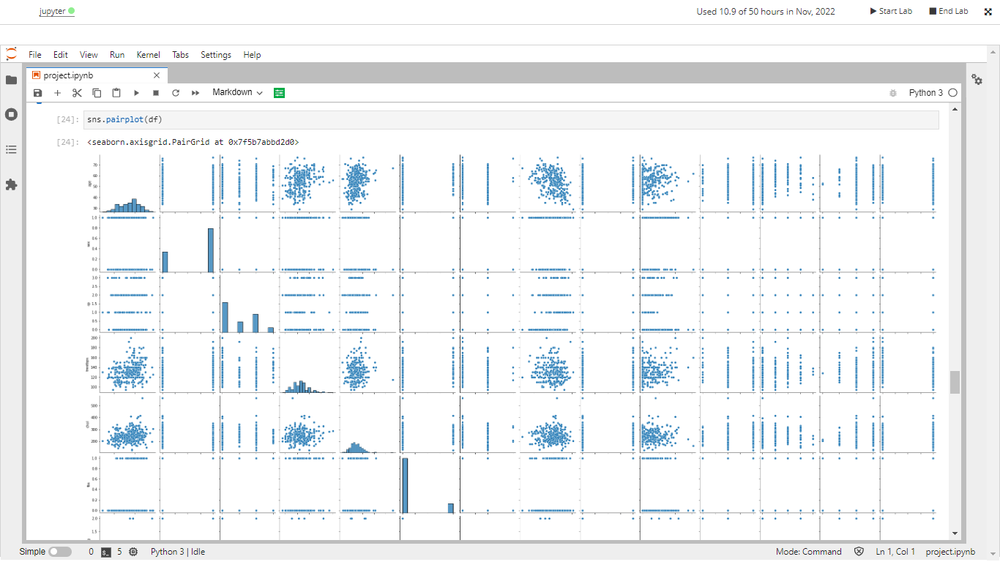 jupyter
Used 10.9 of 50 hours in Nov, 2022
Start Lab
End Lab
File Edit View Run Kernel Tabs Settings Help
project.ipynb
Markdown
Python 3
[24]: sns.pairplot(df)
[24]: <seaborn.axisgrid.PairGrid at 0x7f5b7abbd2d0>
70
60
50
40
30
age
1.0
0.8
0.6
0.4
0.2
0.0
sex
3.0
2.5
2.0
1.5
1.0
0.5
0.0
cp
200
180
160
140
120
100
trestbps
500
400
300
200
chol
1.0
0.8
0.6
0.4
0.2
0.0
fbs
2.0
1.5
Simple
0
5
Python 3 | Idle
Mode: Command
Ln 1, Col 1
project.ipynb